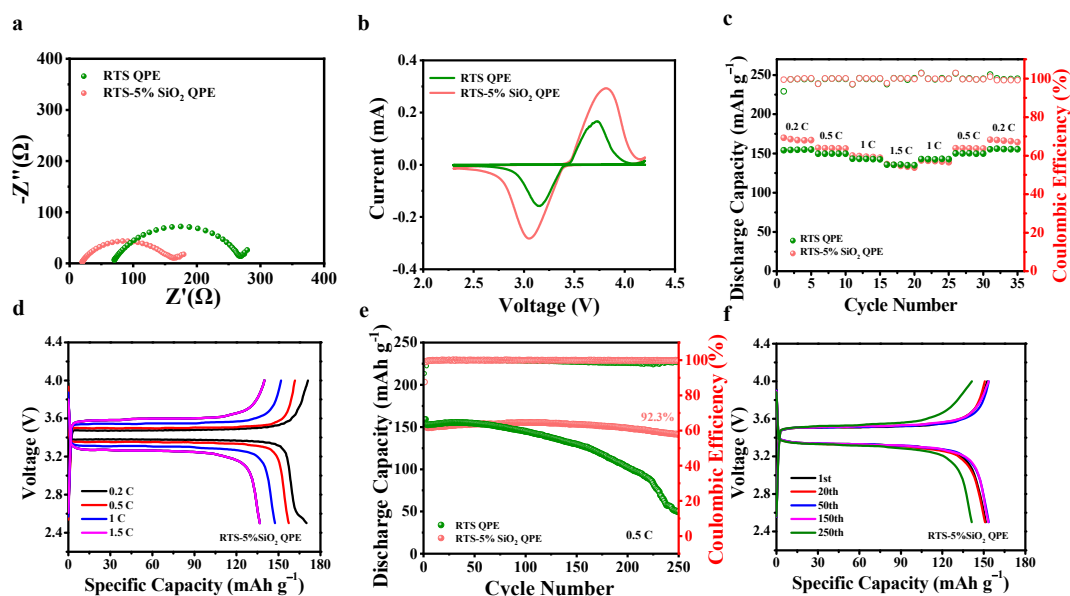 a
-Z″(Ω)
400
300
200
100
0
0
100
200
300
400
Z'(Ω)
RTS QPE
RTS-5% SiO₂ QPE
b
Current (mA)
0.4
0.2
0.0
-0.2
-0.4
2.0
2.5
3.0
3.5
4.0
4.5
Voltage (V)
RTS QPE
RTS-5% SiO₂ QPE
c
Discharge Capacity (mAh g⁻¹)
250
200
150
100
50
0
0
5
10
15
20
25
30
35
Cycle Number
Coulombic Efficiency (%)
100
80
60
40
20
0
0.2 C
0.5 C
1 C
1.5 C
1 C
0.5 C
0.2 C
RTS QPE
RTS-5% SiO₂ QPE
d
Voltage (V)
4.4
4.0
3.6
3.2
2.8
2.4
0
30
60
90
120
150
180
Specific Capacity (mAh g⁻¹)
0.2 C
0.5 C
1 C
1.5 C
RTS-5%SiO₂ QPE
e
Discharge Capacity (mAh g⁻¹)
250
200
150
100
50
0
0
50
100
150
200
250
Cycle Number
Coulombic Efficiency (%)
100
80
60
40
20
0
92.3%
RTS QPE
RTS-5% SiO₂ QPE
0.5 C
f
Voltage (V)
4.4
4.0
3.6
3.2
2.8
2.4
0
30
60
90
120
150
180
Specific Capacity (mAh g⁻¹)
1st
20th
50th
150th
250th
RTS-5%SiO₂ QPE